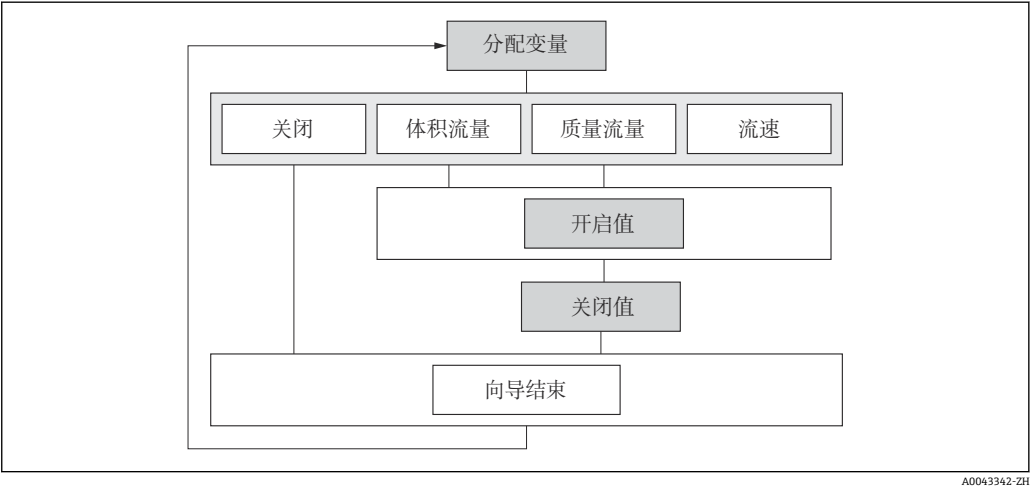 分配变量
关闭
体积流量
质量流量
流速
开启值
关闭值
向导结束
A0043342-ZH